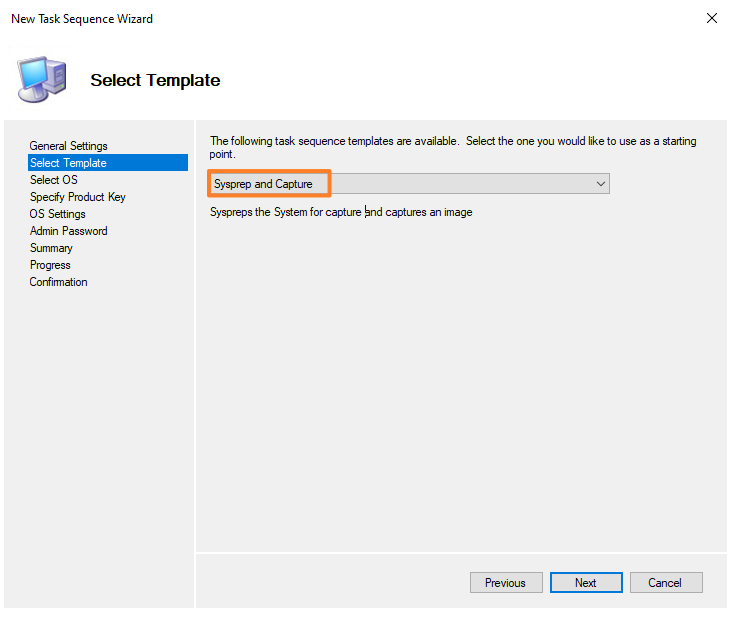 New Task Sequence Wizard
Select Template
General Settings
Select Template
Select OS
Specify Product Key
OS Settings
Admin Password
Summary
Progress
Confirmation
The following task sequence templates are available.  Select the one you would like to use as a starting
point.
Sysprep and Capture
Syspreps the System for capture and captures an image
Previous
Next
Cancel